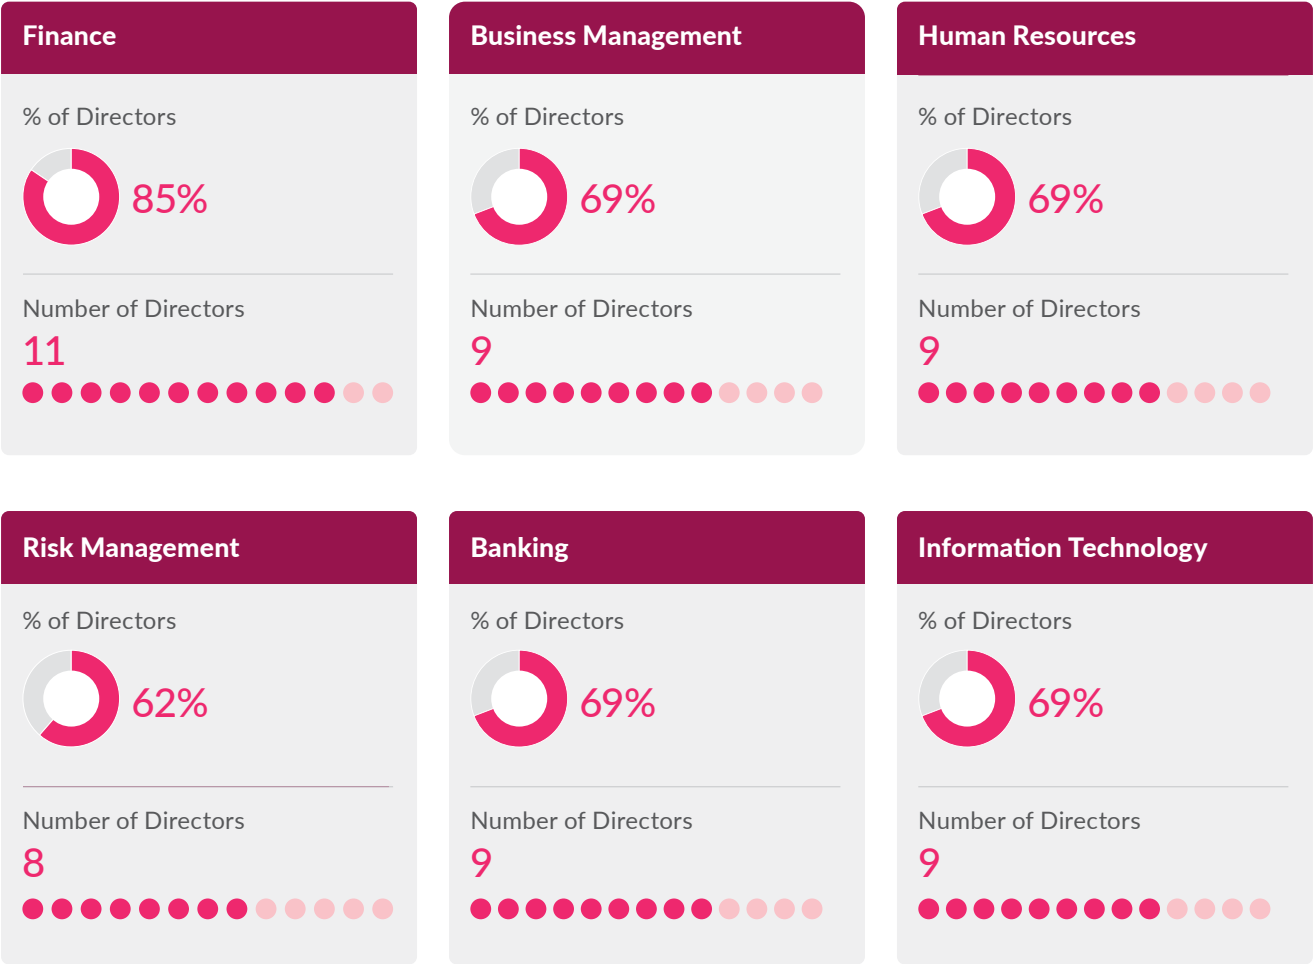 Finance
% of Directors
85%
Number of Directors
11
Business Management
% of Directors
69%
Number of Directors
9
Human Resources
% of Directors
69%
Number of Directors
9
Risk Management
% of Directors
62%
Number of Directors
8
Banking
% of Directors
69%
Number of Directors
9
Information Technology
% of Directors
69%
Number of Directors
9